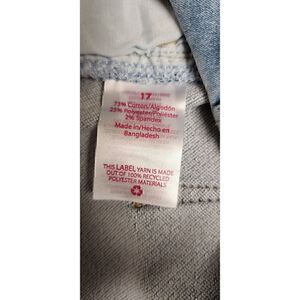 17
73% Cotton/Algodón
25% Polyester/Poliéster
2% Spandex
Made in/Hecho en
Bangladesh
THIS LABEL YARN IS MADE
OUT OF 100% RECYCLED
POLYESTER MATERIALS